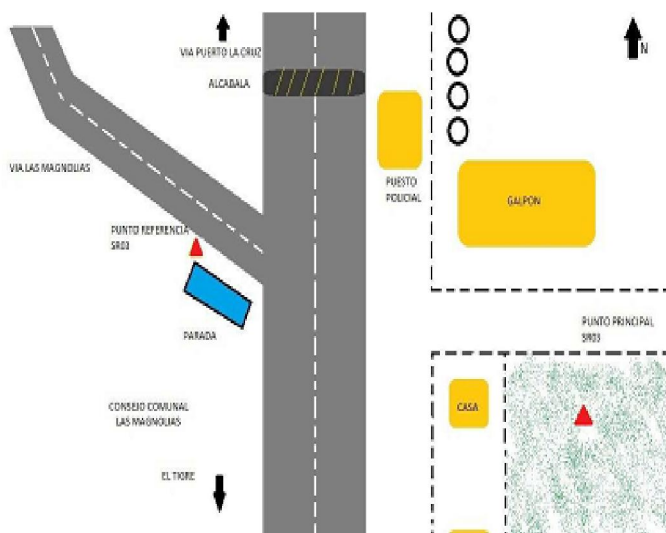 VIA PUERTO LA CRUZ
N
ALCABALA
VIA LAS MAGNOLIAS
PUESTO
POLICIAL
GALPON
PUNTO REFERENCIA
SR03
PARADA
PUNTO PRINCIPAL
SR03
CONSEJO COMUNAL
LAS MAGNOLIAS
CASA
EL TIGRE